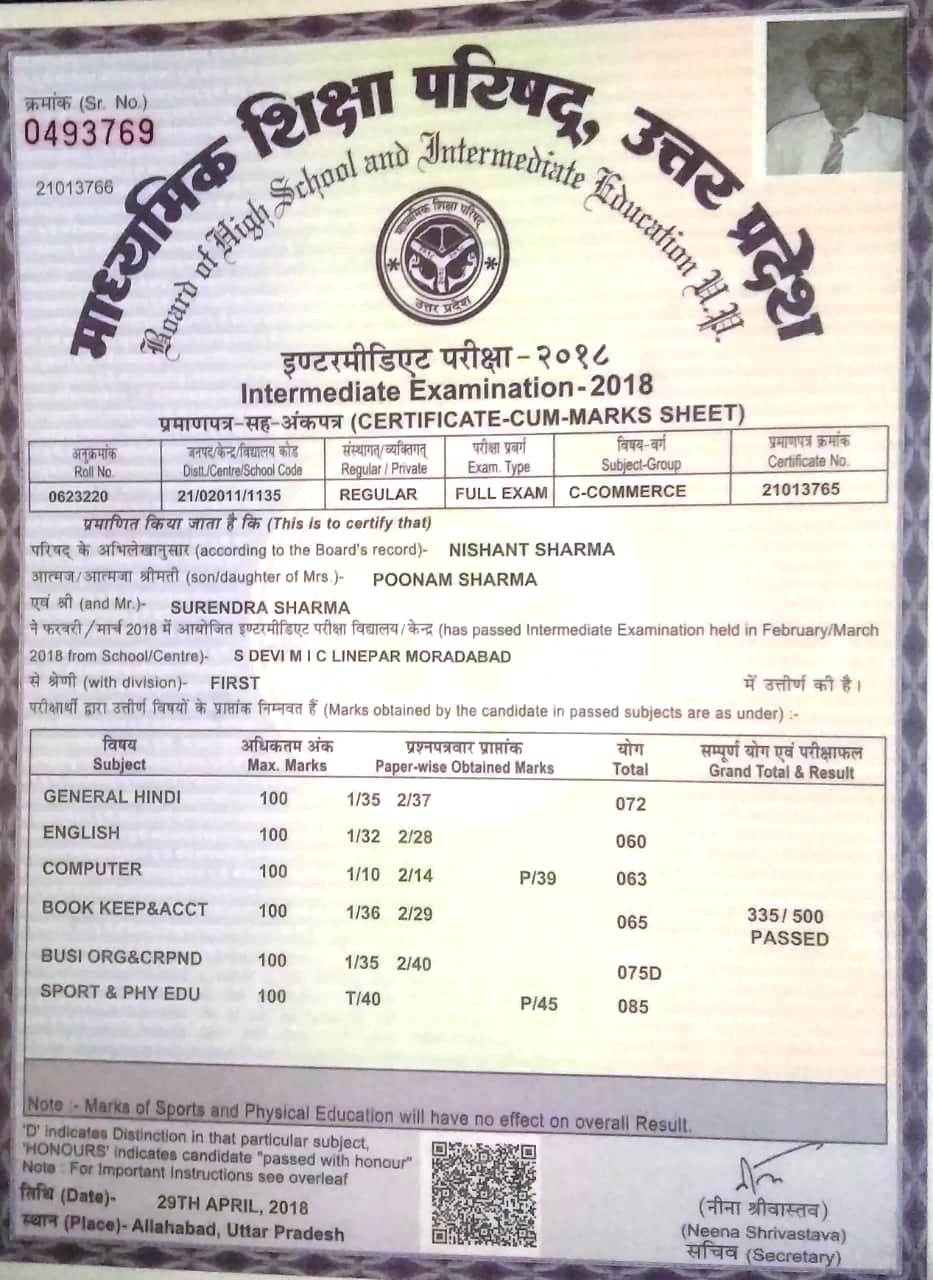 क्रमांक (Sr. No.)
0493769
21013766
माध्यमिक शिक्षा परिषद्, उत्तर प्रदेश
Board of High School and Intermediate Education U.P.
माध्यमिक शिक्षा परिषद्
उत्तर प्रदेश
इण्टरमीडिएट परीक्षा - २०१८
Intermediate Examination - 2018
प्रमाणपत्र-सह-अंकपत्र (CERTIFICATE-CUM-MARKS SHEET)
अनुक्रमांक जनपद/केन्द्र/विद्यालय कोड संस्थागत/व्यक्तिगत परीक्षा प्रवर्ग विषय-वर्ग प्रमाणपत्र क्रमांक
Roll No. Distt./Centre/School Code Regular / Private Exam. Type Subject-Group Certificate No.
0623220 21/02011/1135 REGULAR FULL EXAM C-COMMERCE 21013765
प्रमाणित किया जाता है कि (This is to certify that)
परिषद के अभिलेखानुसार (according to the Board's record)- NISHANT SHARMA
आत्मज/आत्मजा श्रीमती (son/daughter of Mrs.)- POONAM SHARMA
एवं श्री (and Mr.)- SURENDRA SHARMA
ने फरवरी/मार्च 2018 में आयोजित इण्टरमीडिएट परीक्षा विद्यालय/केन्द्र (has passed Intermediate Examination held in February/March
2018 from School/Centre)- S DEVI M I C LINEPAR MORADABAD
से श्रेणी (with division)- FIRST में उत्तीर्ण की है।
परीक्षार्थी द्वारा उत्तीर्ण विषयों के प्राप्तांक निम्नवत हैं (Marks obtained by the candidate in passed subjects are as under) :-
विषय अधिकतम अंक प्रश्नपत्रवार प्राप्तांक योग सम्पूर्ण योग एवं परीक्षाफल
Subject Max. Marks Paper-wise Obtained Marks Total Grand Total & Result
GENERAL HINDI 100 1/35 2/37 072
ENGLISH 100 1/32 2/28 060
COMPUTER 100 1/10 2/14 P/39 063
BOOK KEEP&ACCT 100 1/36 2/29 065 335/ 500
PASSED
BUSI ORG&CRPND 100 1/35 2/40 075D
SPORT & PHY EDU 100 T/40 P/45 085
Note :- Marks of Sports and Physical Education will have no effect on overall Result.
'D' indicates Distinction in that particular subject,
'HONOURS' indicates candidate "passed with honour"
Note : For Important Instructions see overleaf
तिथि (Date)- 29TH APRIL, 2018
स्थान (Place)- Allahabad, Uttar Pradesh
(नीना श्रीवास्तव)
(Neena Shrivastava)
सचिव (Secretary)